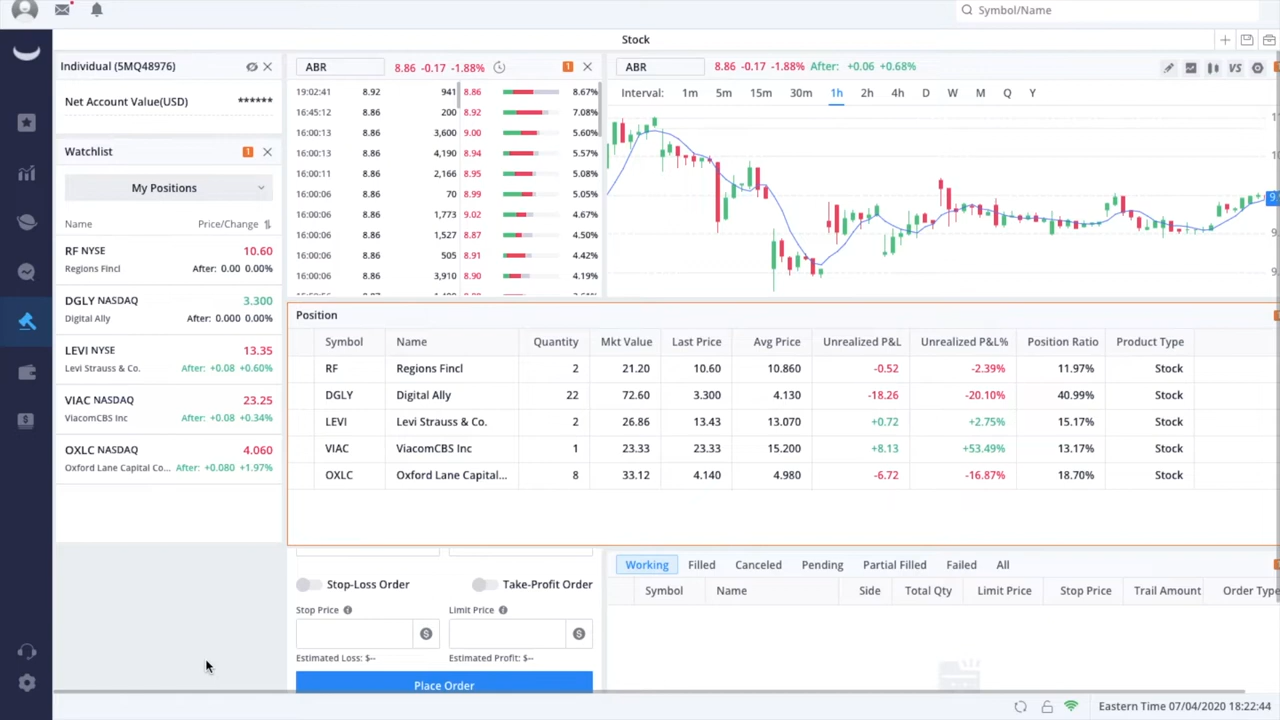 Symbol/Name
Stock
Individual (5MQ48976)
Net Account Value(USD) ******
Watchlist 1
My Positions
Name Price/Change
RF NYSE 10.60
Regions Fincl After: 0.00 0.00%
DGLY NASDAQ 3.300
Digital Ally After: 0.000 0.00%
LEVI NYSE 13.35
Levi Strauss & Co. After: +0.08 +0.60%
VIAC NASDAQ 23.25
ViacomCBS Inc After: +0.08 +0.34%
OXLC NASDAQ 4.060
Oxford Lane Capital Co... After: +0.080 +1.97%
ABR 8.86 -0.17 -1.88% 1
19:02:41 8.92 941 8.86 8.67%
16:45:12 8.86 200 8.92 7.08%
16:00:13 8.86 3,600 9.00 5.60%
16:00:13 8.86 4,190 8.94 5.57%
16:00:11 8.86 2,166 8.95 5.08%
16:00:06 8.86 70 8.99 5.05%
16:00:06 8.86 1,773 9.02 4.67%
16:00:06 8.86 1,527 8.87 4.50%
16:00:06 8.86 505 8.91 4.42%
16:00:06 8.86 3,910 8.90 4.19%
ABR 8.86 -0.17 -1.88% After: +0.06 +0.68% VS
Interval: 1m 5m 15m 30m 1h 2h 4h D W M Q Y
Position
Symbol Name Quantity Mkt Value Last Price Avg Price Unrealized P&L Unrealized P&L% Position Ratio Product Type
RF Regions Fincl 2 21.20 10.60 10.860 -0.52 -2.39% 11.97% Stock
DGLY Digital Ally 22 72.60 3.300 4.130 -18.26 -20.10% 40.99% Stock
LEVI Levi Strauss & Co. 2 26.86 13.43 13.070 +0.72 +2.75% 15.17% Stock
VIAC ViacomCBS Inc 1 23.33 23.33 15.200 +8.13 +53.49% 13.17% Stock
OXLC Oxford Lane Capital... 8 33.12 4.140 4.980 -6.72 -16.87% 18.70% Stock
Stop-Loss Order Take-Profit Order
Stop Price Limit Price
Estimated Loss: $-- Estimated Profit: $--
Place Order
Working Filled Canceled Pending Partial Filled Failed All
Symbol Name Side Total Qty Limit Price Stop Price Trail Amount Order Type
Eastern Time 07/04/2020 18:22:44